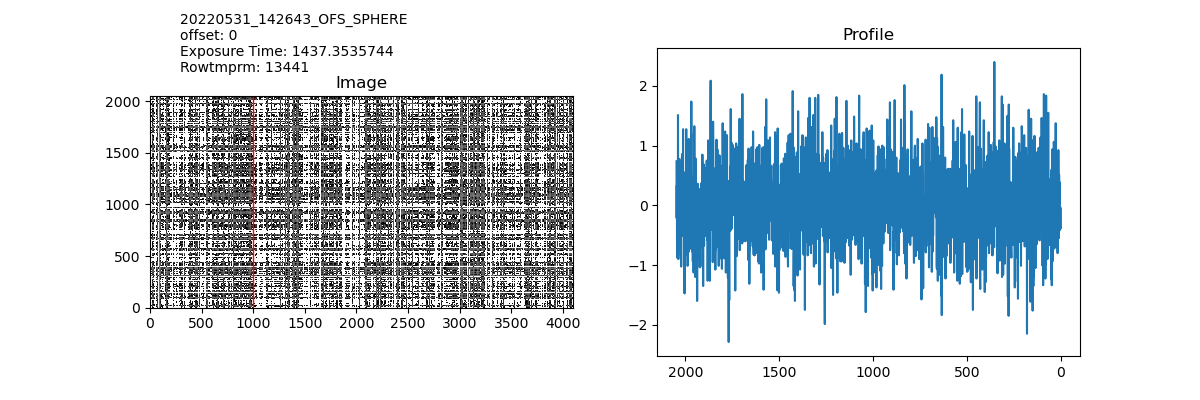 20220531_142643_OFS_SPHERE
offset: 0
Exposure Time: 1437.3535744
Rowtmprm: 13441
Image
2000
1500
1000
500
0
0 500 1000 1500 2000 2500 3000 3500 4000
Profile
2
1
0
−1
−2
2000 1500 1000 500 0